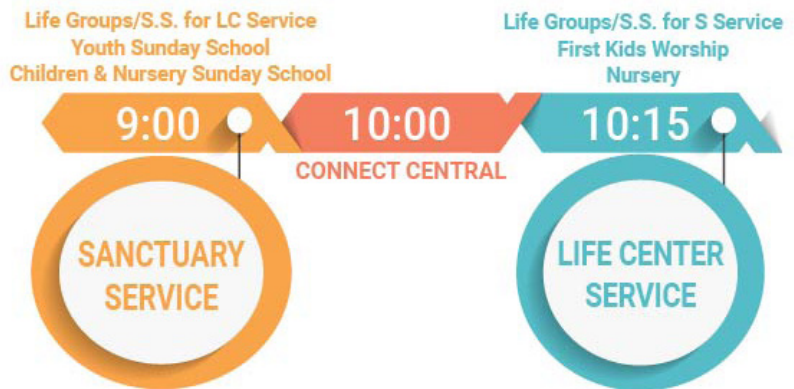 Life Groups/S.S. for LC Service
Youth Sunday School
Children & Nursery Sunday School
9:00
SANCTUARY
SERVICE
10:00
CONNECT CENTRAL
Life Groups/S.S. for S Service
First Kids Worship
Nursery
10:15
LIFE CENTER
SERVICE